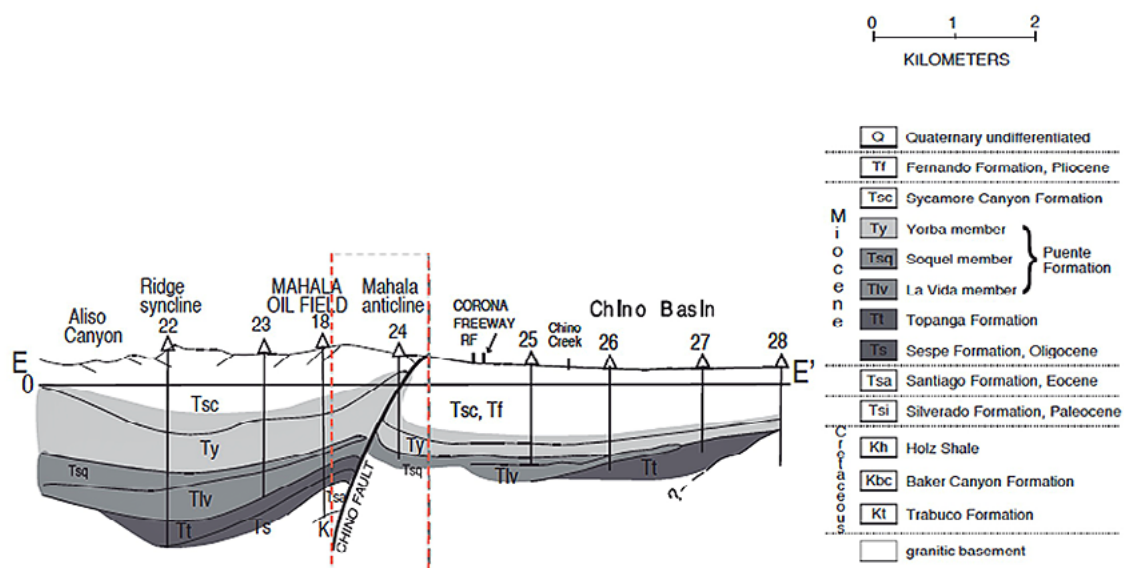 0 1 2
KILOMETERS
Q Quaternary undifferentiated
Tf Fernando Formation, Pliocene
Tsc Sycamore Canyon Formation
Miocene
Ty Yorba member
Tsq Soquel member
Puente
Formation
Tlv La Vida member
Tt Topanga Formation
Ts Sespe Formation, Oligocene
Tsa Santiago Formation, Eocene
Tsi Silverado Formation, Paleocene
Cretaceous
Kh Holz Shale
Kbc Baker Canyon Formation
Kt Trabuco Formation
granitic basement
Aliso
Canyon
Ridge
syncline
22
23
MAHALA
OIL FIELD
18
Mahala
anticline
24
CORONA
FREEWAY
RF
25
Chino
Creek
Chino Basin
26
27
28
E
0
E'
Tsc
Tsc, Tf
Ty
Ty
Tsq
Tsq
Tlv
Tlv
Tt
Tt
Tsa
Ts
K
CHINO FAULT
?